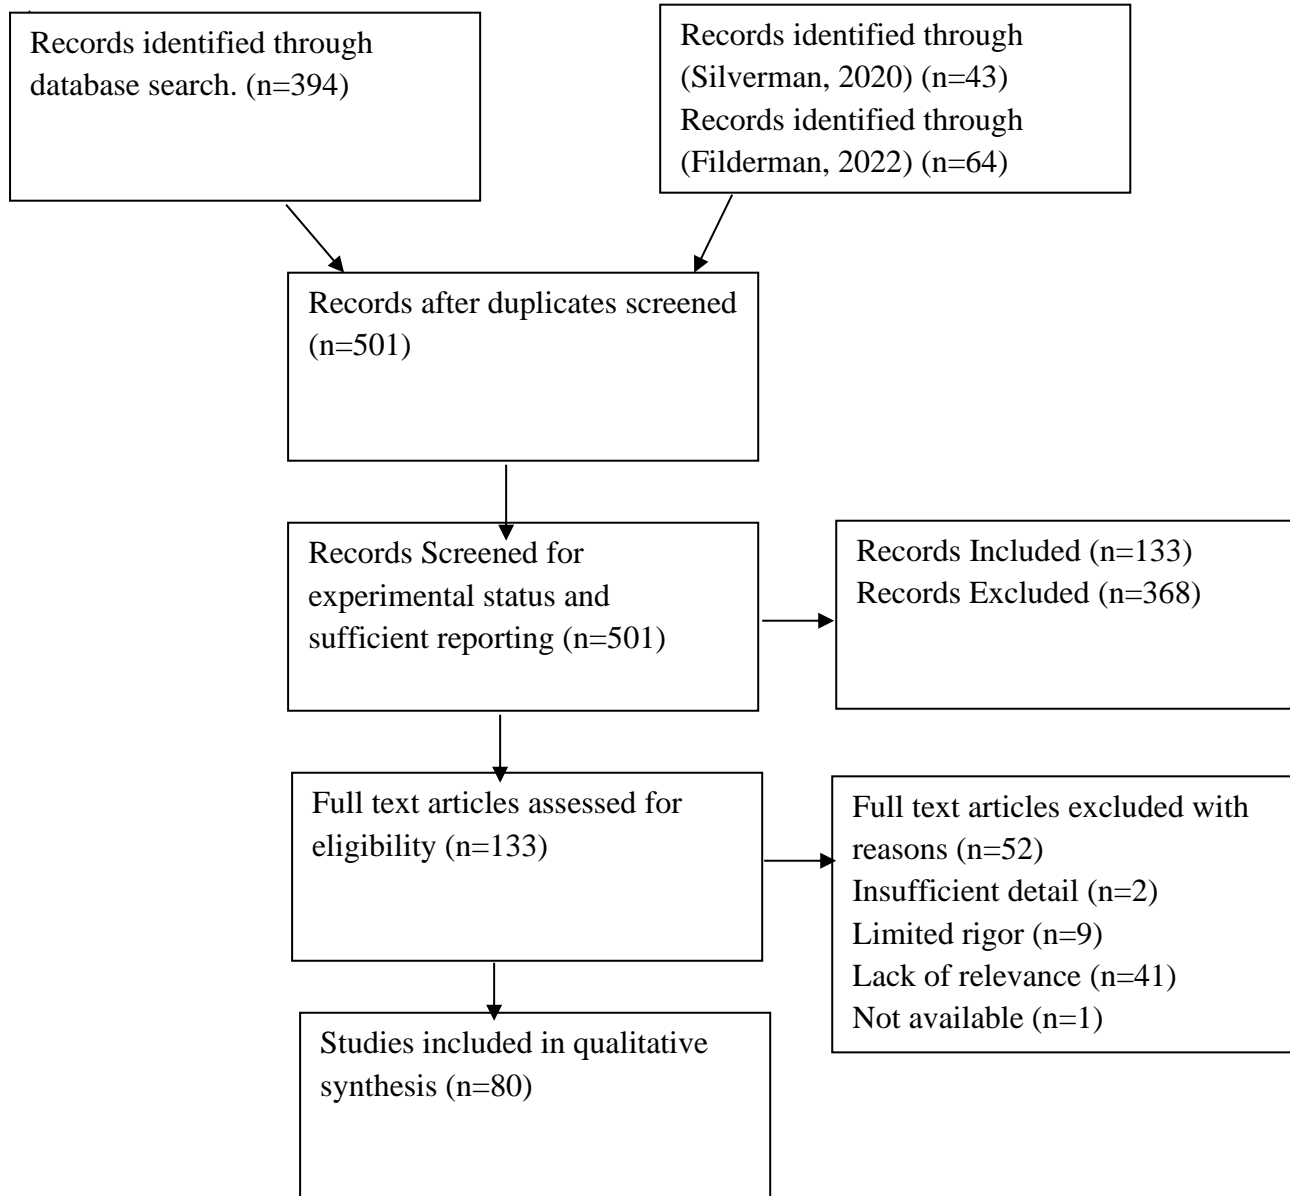 Records identified through
database search. (n=394)
Records identified through
(Silverman, 2020) (n=43)
Records identified through
(Filderman, 2022) (n=64)
Records after duplicates screened
(n=501)
Records Screened for
experimental status and
sufficient reporting (n=501)
Records Included (n=133)
Records Excluded (n=368)
Full text articles assessed for
eligibility (n=133)
Full text articles excluded with
reasons (n=52)
Insufficient detail (n=2)
Limited rigor (n=9)
Lack of relevance (n=41)
Not available (n=1)
Studies included in qualitative
synthesis (n=80)